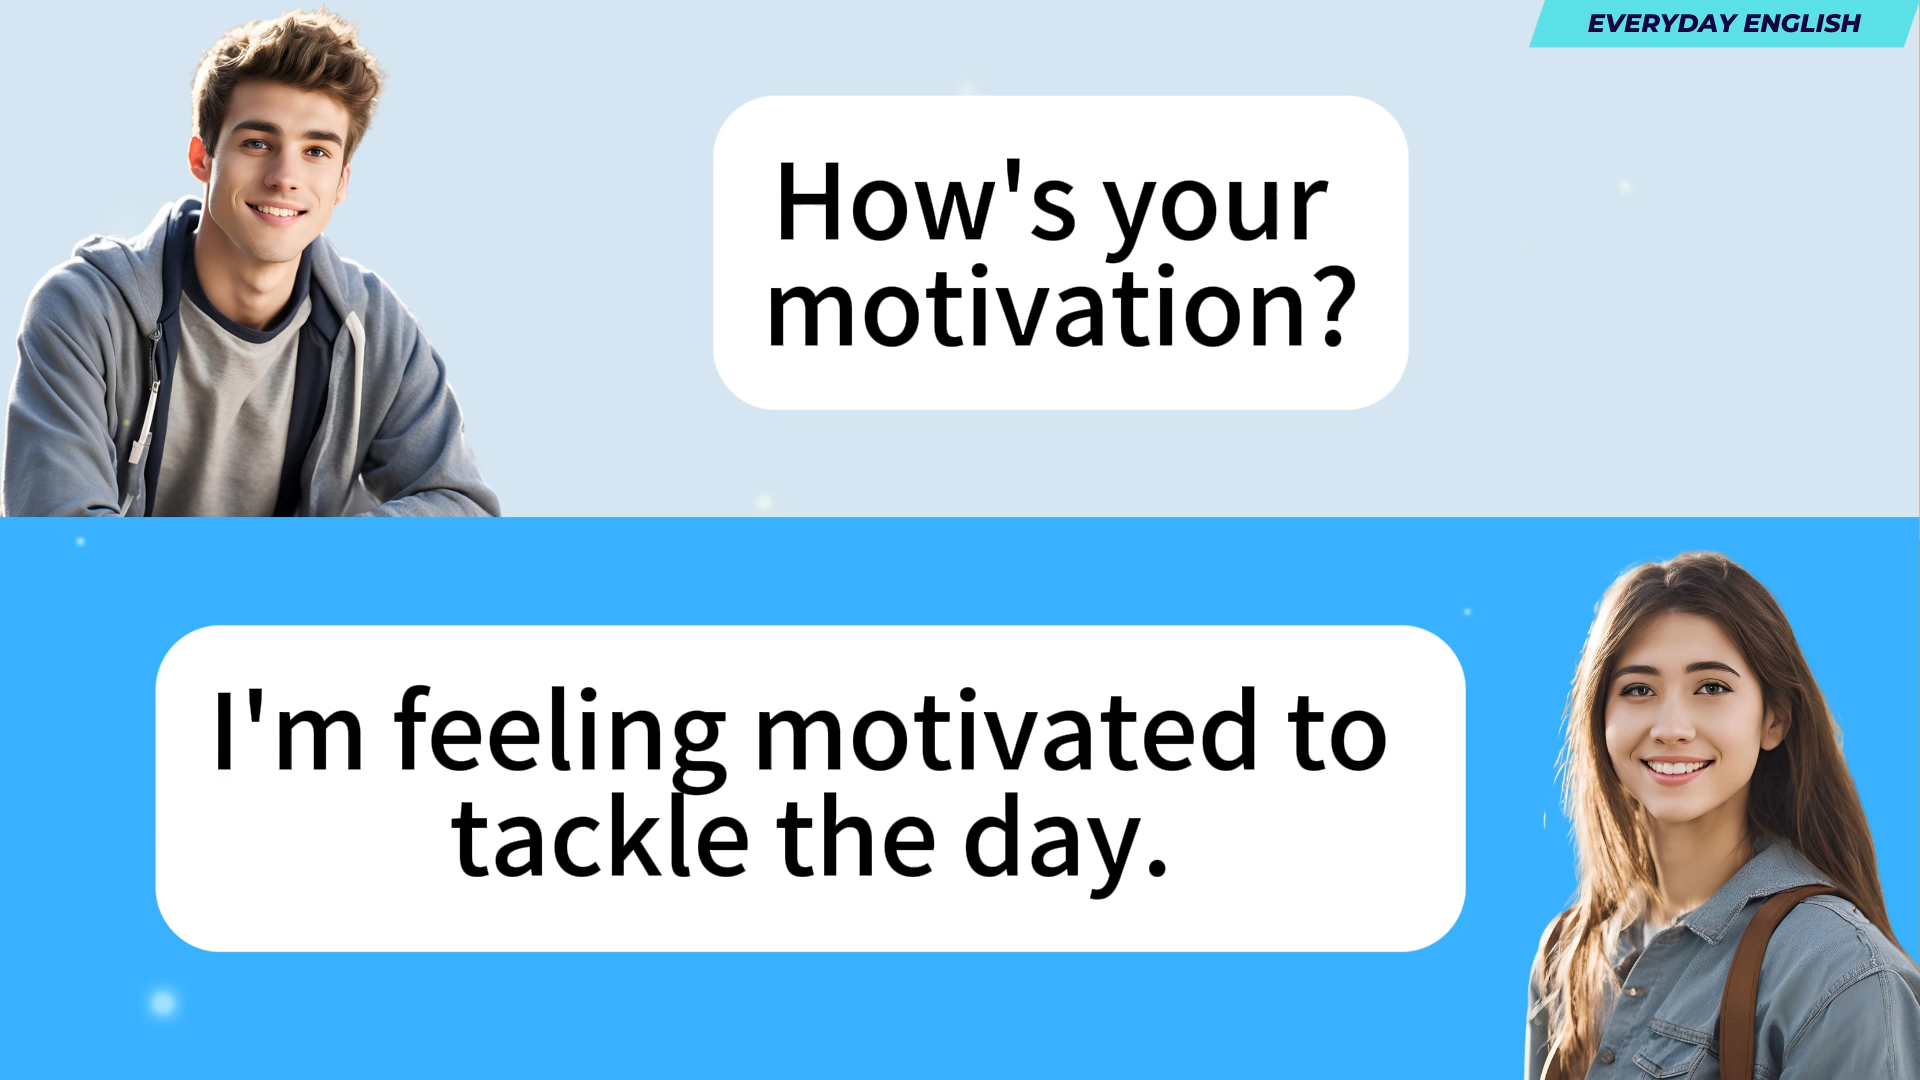 EVERYDAY ENGLISH
How's your
motivation?
I'm feeling motivated to
tackle the day.